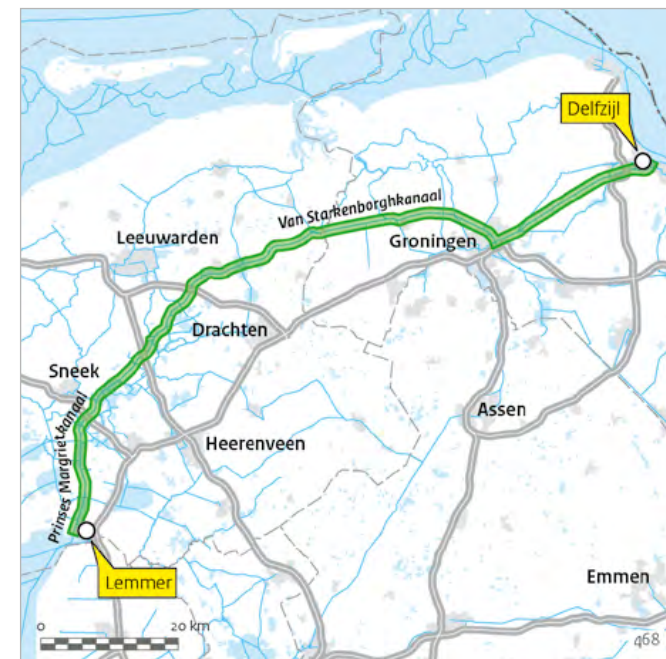 Delfzijl
Van Starkenborghkanaal
Leeuwarden
Groningen
Drachten
Sneek
Prinses Margrietkanaal
Assen
Heerenveen
Lemmer
Emmen
0 20 km
468